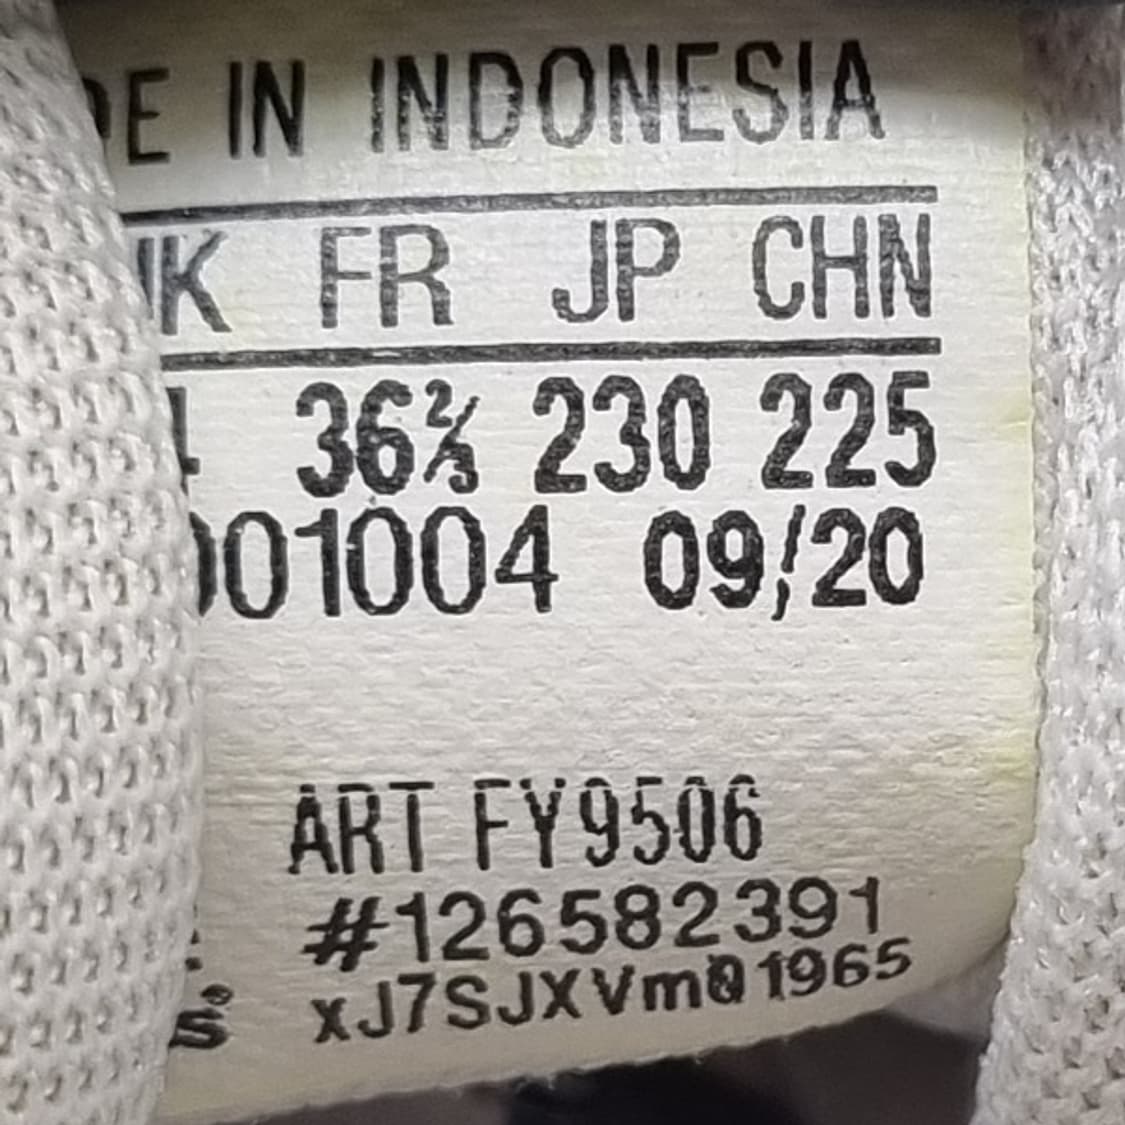 DE IN INDONESIA
UK FR JP CHN
4 36⅔ 230 225
001004 09/20
ART FY9506
#126582391
xJ7SJXVm01965